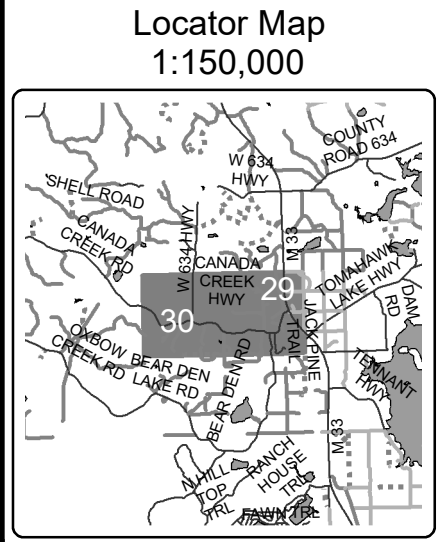 Locator Map
1:150,000
COUNTY
ROAD 634
W 634
HWY
SHELL ROAD
CANADA
CREEK RD
W 634 HWY
M 33
CANADA
CREEK
HWY
29
TOMAHAWK
LAKE HWY
DAM
RD
30
JACK PINE
TRAIL
OXBOW
CREEK RD
BEAR DEN
LAKE RD
BEAR DEN RD
TENNANT
HWY
M 33
N HILL
TOP
TRL
RANCH
HOUSE
TRL
FAWN TRL